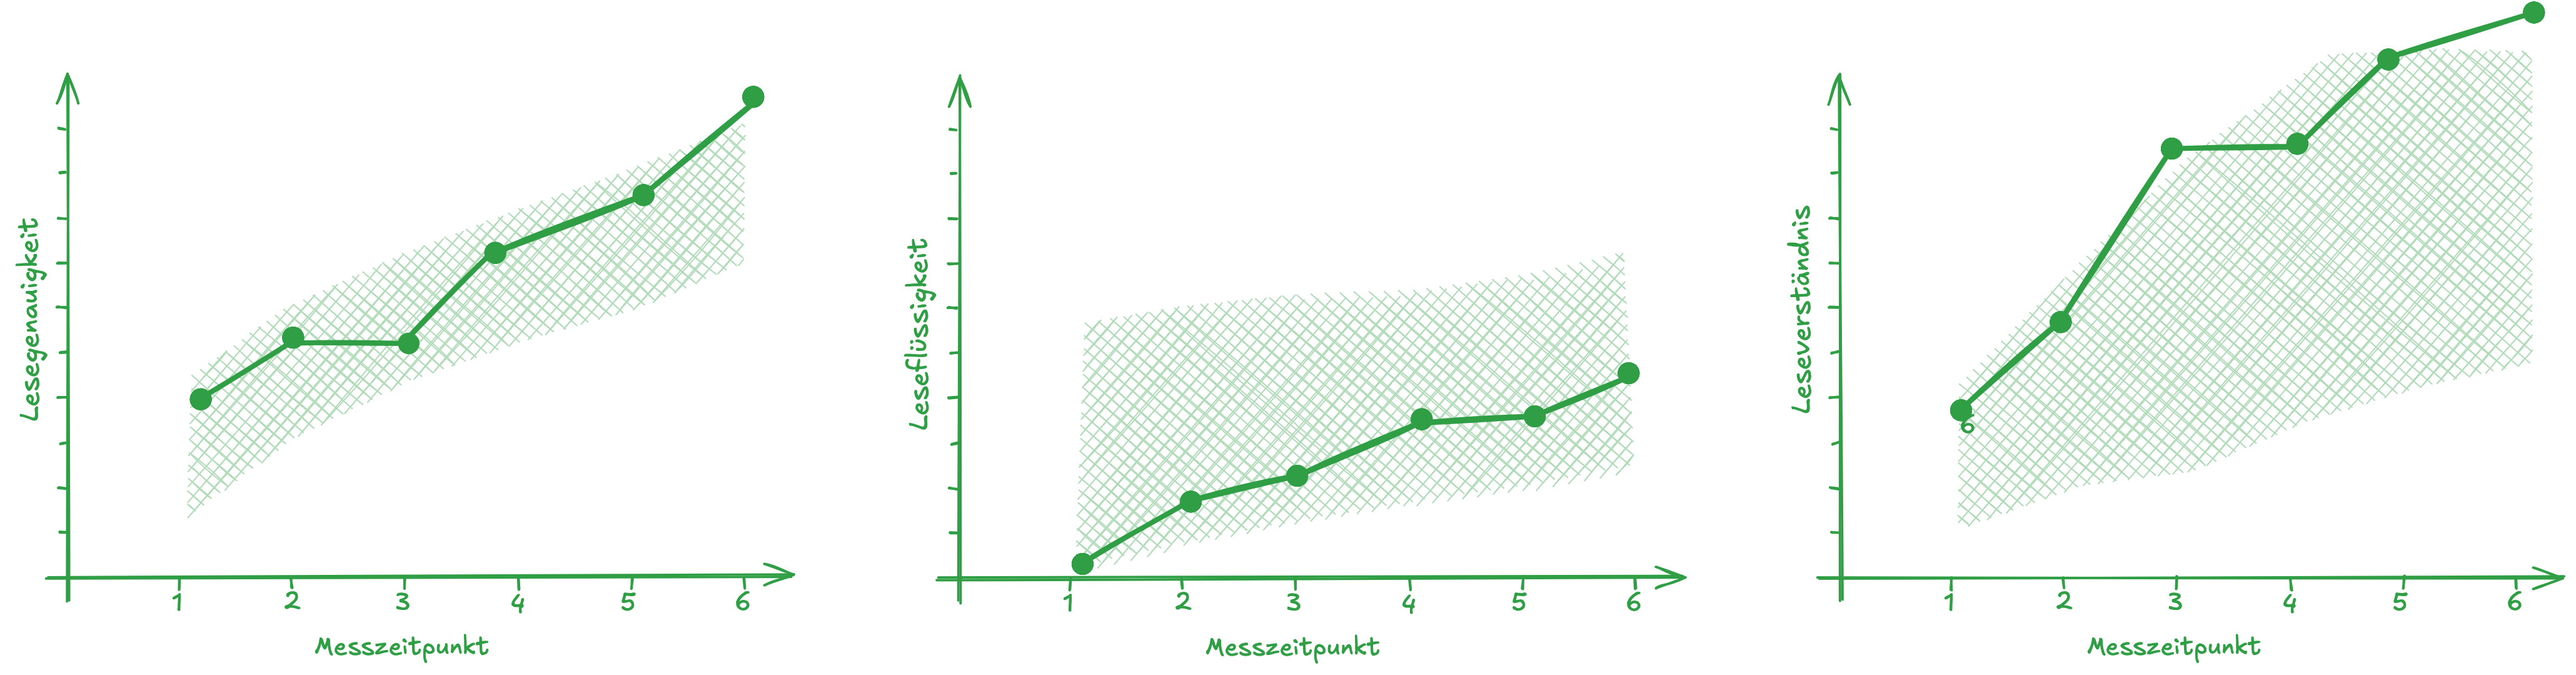 Lesegenauigkeit
1 2 3 4 5 6
Messzeitpunkt
Leseflüssigkeit
1 2 3 4 5 6
Messzeitpunkt
Leseverständnis
6
1 2 3 4 5 6
Messzeitpunkt